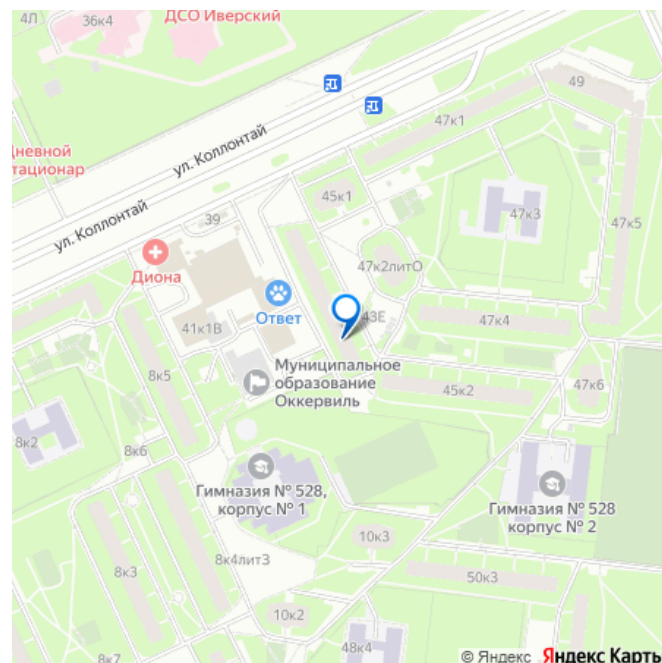 ДСО Иверский
4Л
36к4
49
47к1
Дневной
стационар
ул. Коллонтай
45к1
47к3
47к5
39
ул. Коллонтай
47к2литО
Диона
Ответ
43Е
47к4
41к1В
Муниципальное
образование
Оккервиль
8к5
45к2
47к6
8к2
8к6
Гимназия № 528,
корпус № 1
Гимназия № 528
корпус № 2
10к3
8к4литЗ
8к3
50к3
10к2
8к7
48к4
© Яндекс Яндекс Карты